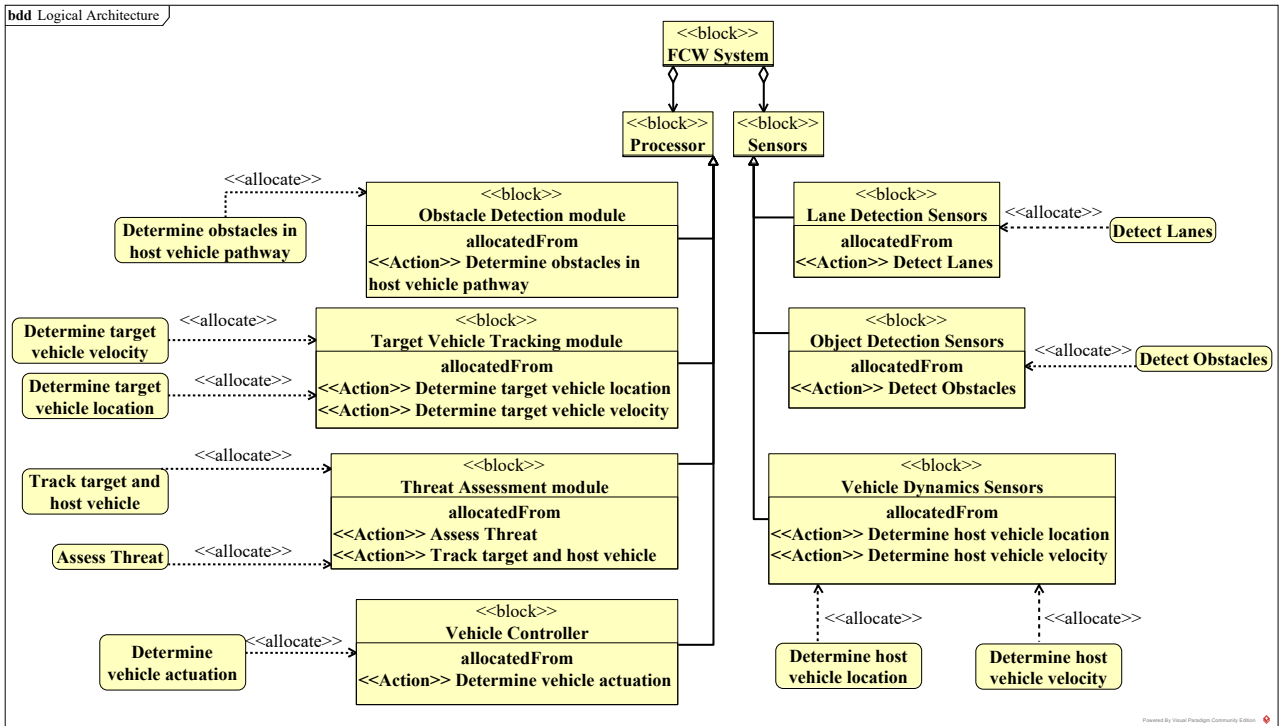 bdd Logical Architecture
<<block>>
FCW System
<<block>>
Processor
<<block>>
Sensors
<<allocate>>
Determine obstacles in
host vehicle pathway
<<block>>
Obstacle Detection module
allocatedFrom
<<Action>> Determine obstacles in
host vehicle pathway
<<block>>
Lane Detection Sensors
allocatedFrom
<<Action>> Detect Lanes
<<allocate>>
Detect Lanes
Determine target
vehicle velocity
<<allocate>>
Determine target
vehicle location
<<allocate>>
<<block>>
Target Vehicle Tracking module
allocatedFrom
<<Action>> Determine target vehicle location
<<Action>> Determine target vehicle velocity
<<block>>
Object Detection Sensors
allocatedFrom
<<Action>> Detect Obstacles
<<allocate>>
Detect Obstacles
<<allocate>>
Track target and
host vehicle
<<allocate>>
Assess Threat
<<block>>
Threat Assessment module
allocatedFrom
<<Action>> Assess Threat
<<Action>> Track target and host vehicle
<<block>>
Vehicle Dynamics Sensors
allocatedFrom
<<Action>> Determine host vehicle location
<<Action>> Determine host vehicle velocity
<<allocate>>
<<allocate>>
Determine host
vehicle location
Determine host
vehicle velocity
<<allocate>>
Determine
vehicle actuation
<<block>>
Vehicle Controller
allocatedFrom
<<Action>> Determine vehicle actuation
Powered By Visual Paradigm Community Edition